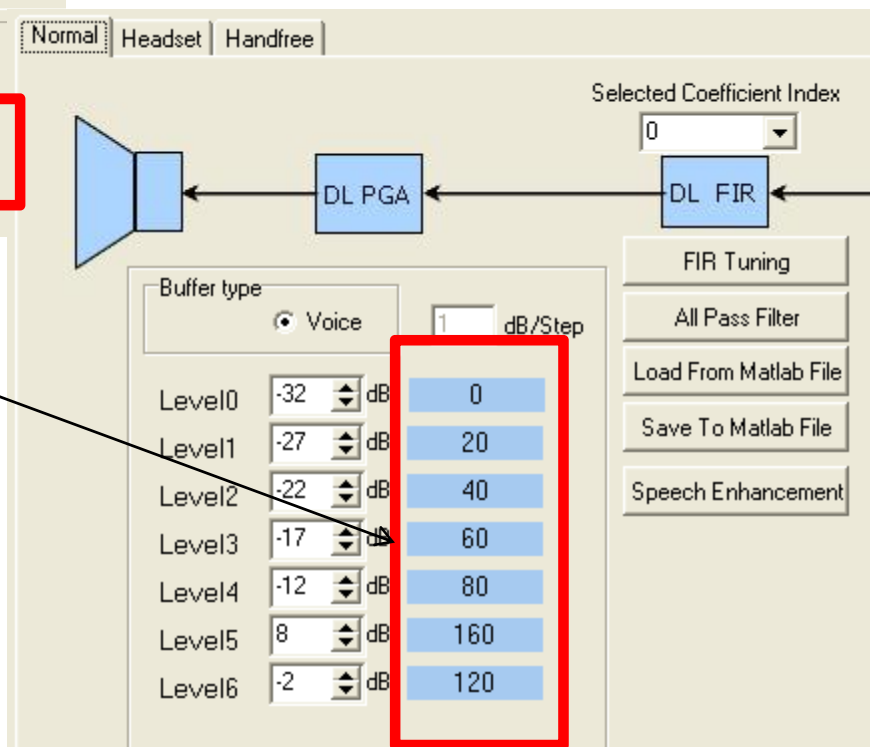 Normal Headset Handfree
Selected Coefficient Index
0
DL PGA DL FIR
FIR Tuning
Buffer type
Voice 1 dB/Step All Pass Filter
Load From Matlab File
Level0 -32 dB 0
Save To Matlab File
Level1 -27 dB 20
Level2 -22 dB 40 Speech Enhancement
Level3 -17 dB 60
Level4 -12 dB 80
Level5 8 dB 160
Level6 -2 dB 120